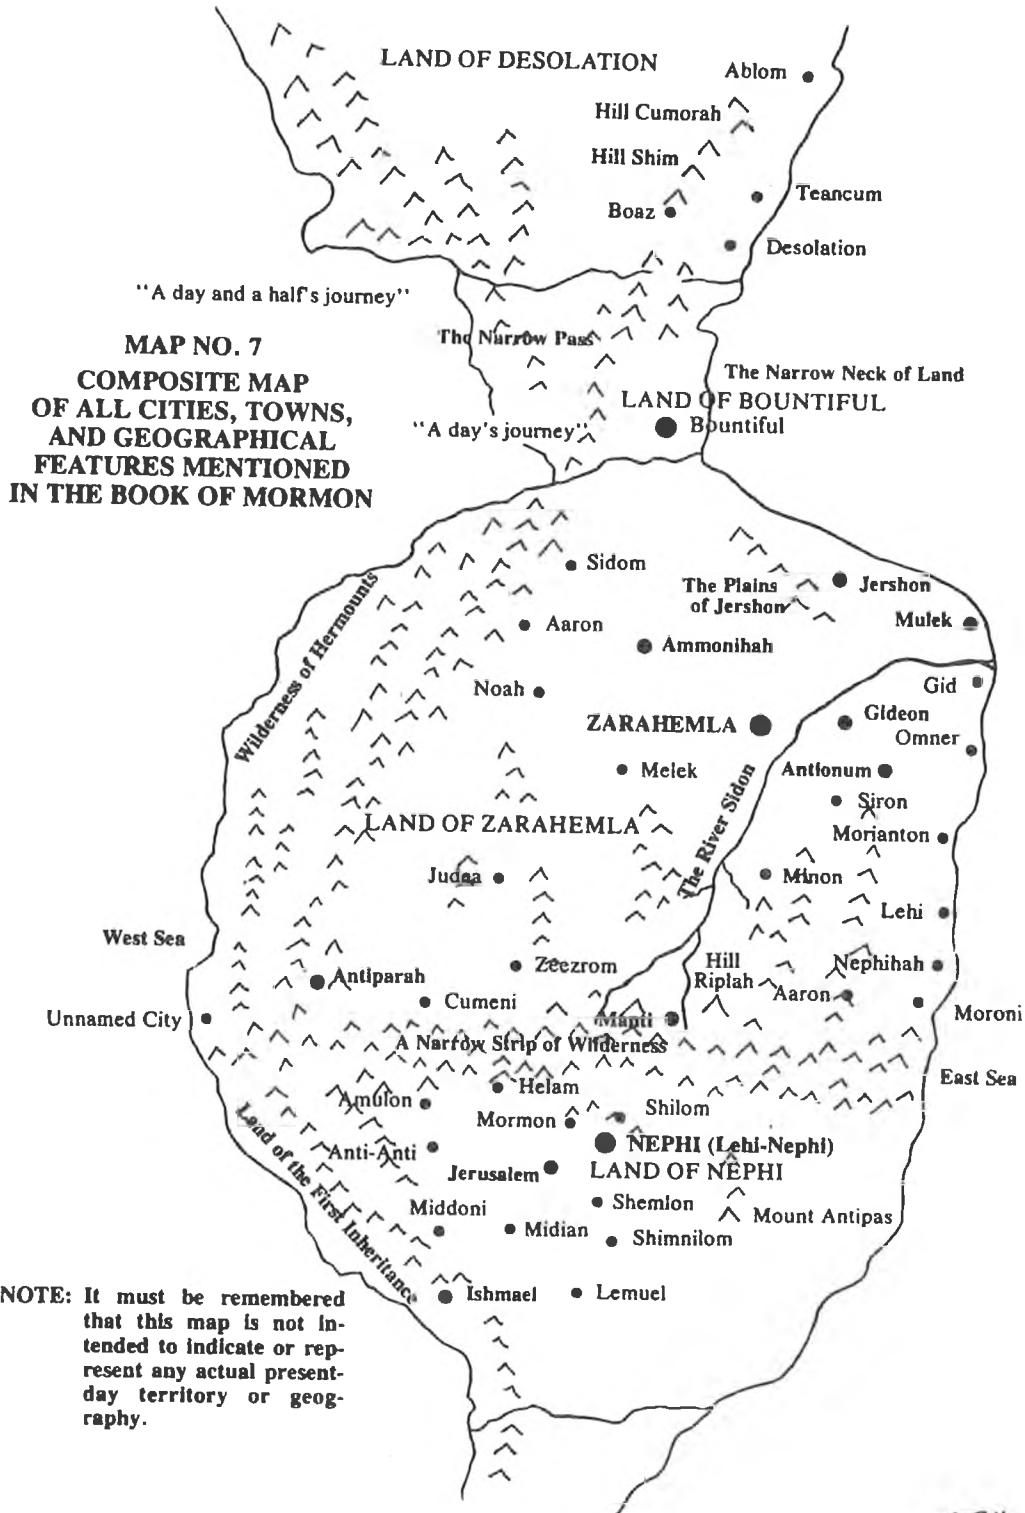 LAND OF DESOLATION
Ablom
Hill Cumorah
Hill Shim
Teancum
Boaz
Desolation
"A day and a half's journey"
The Narrow Pass
MAP NO. 7
COMPOSITE MAP
OF ALL CITIES, TOWNS,
AND GEOGRAPHICAL
FEATURES MENTIONED
IN THE BOOK OF MORMON
The Narrow Neck of Land
LAND OF BOUNTIFUL
Bountiful
"A day's journey"
Sidom
The Plains
of Jershon
Jershon
Mulek
Wilderness of Hermounts
Aaron
Ammonihah
Noah
Gid
ZARAHEMLA
Gideon
Omner
Melek
Antionum
The River Sidon
Siron
LAND OF ZARAHEMLA
Morianton
Judea
Minon
Lehi
West Sea
Antiparah
Zeezrom
Hill
Riplah
Nephihah
Aaron
Cumeni
Moroni
Unnamed City
Manti
A Narrow Strip of Wilderness
East Sea
Helam
Amulon
Shilom
Mormon
Land of the First Inheritance
NEPHI (Lehi-Nephi)
Anti-Anti
Jerusalem
LAND OF NEPHI
Shemlon
Middoni
Mount Antipas
Midian
Shimnilom
Ishmael
Lemuel
NOTE: It must be remembered
that this map is not in-
tended to indicate or rep-
resent any actual present-
day territory or geog-
raphy.